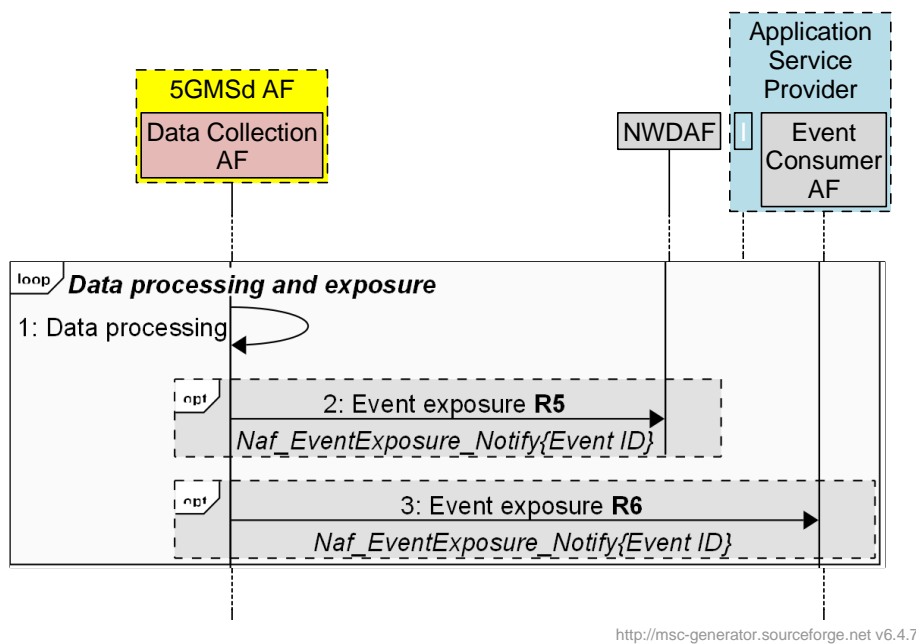 Application
Service
Provider
5GMSd AF
Data Collection
AF
NWDAF
I
Event
Consumer
AF
loop
Data processing and exposure
1: Data processing
opt
2: Event exposure R5
Naf_EventExposure_Notify{Event ID}
opt
3: Event exposure R6
Naf_EventExposure_Notify{Event ID}
http://msc-generator.sourceforge.net v6.4.7